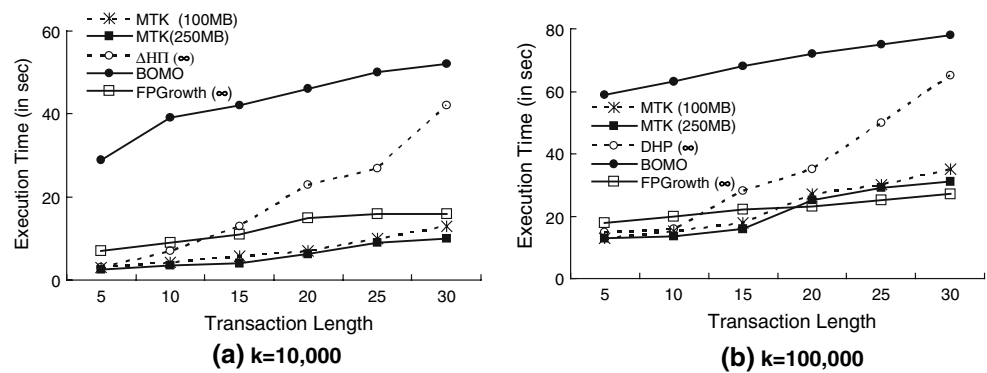 60
40
20
0
Execution Time (in sec)
MTK (100MB)
MTK(250MB)
ΔΗΠ (∞)
BOMO
FPGrowth (∞)
5 10 15 20 25 30
Transaction Length
(a) k=10,000
80
60
40
20
0
Execution Time (in sec)
MTK (100MB)
MTK (250MB)
DHP (∞)
BOMO
FPGrowth (∞)
5 10 15 20 25 30
Transaction Length
(b) k=100,000